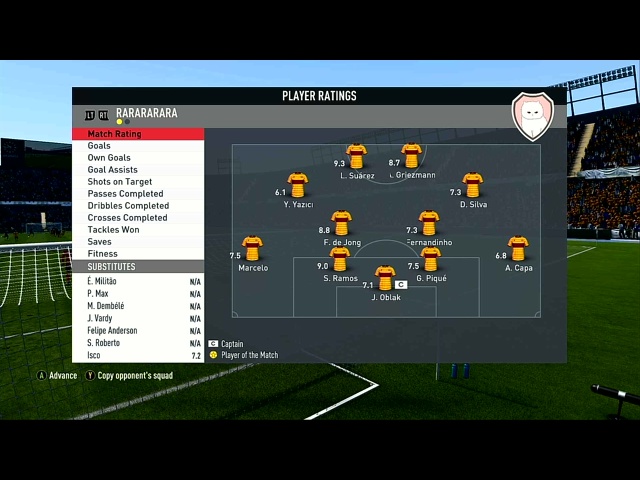 PLAYER RATINGS
LT RT RARARARARA
Match Rating
Goals
Own Goals
Goal Assists
Shots on Target
Passes Completed
Dribbles Completed
Crosses Completed
Tackles Won
Saves
Fitness
SUBSTITUTES
É. Militão N/A
P. Max N/A
M. Dembélé N/A
J. Vardy N/A
Felipe Anderson N/A
S. Roberto N/A
Isco 7.2
9.3 8.7
L. Suárez Griezmann
6.1 7.3
Y. Yazici D. Silva
8.8 7.3
F. de Jong Fernandinho
7.5 6.8
Marcelo A. Capa
9.0 7.5
S. Ramos G. Piqué
7.1 C
J. Oblak
C Captain
Player of the Match
A Advance Y Copy opponent's squad